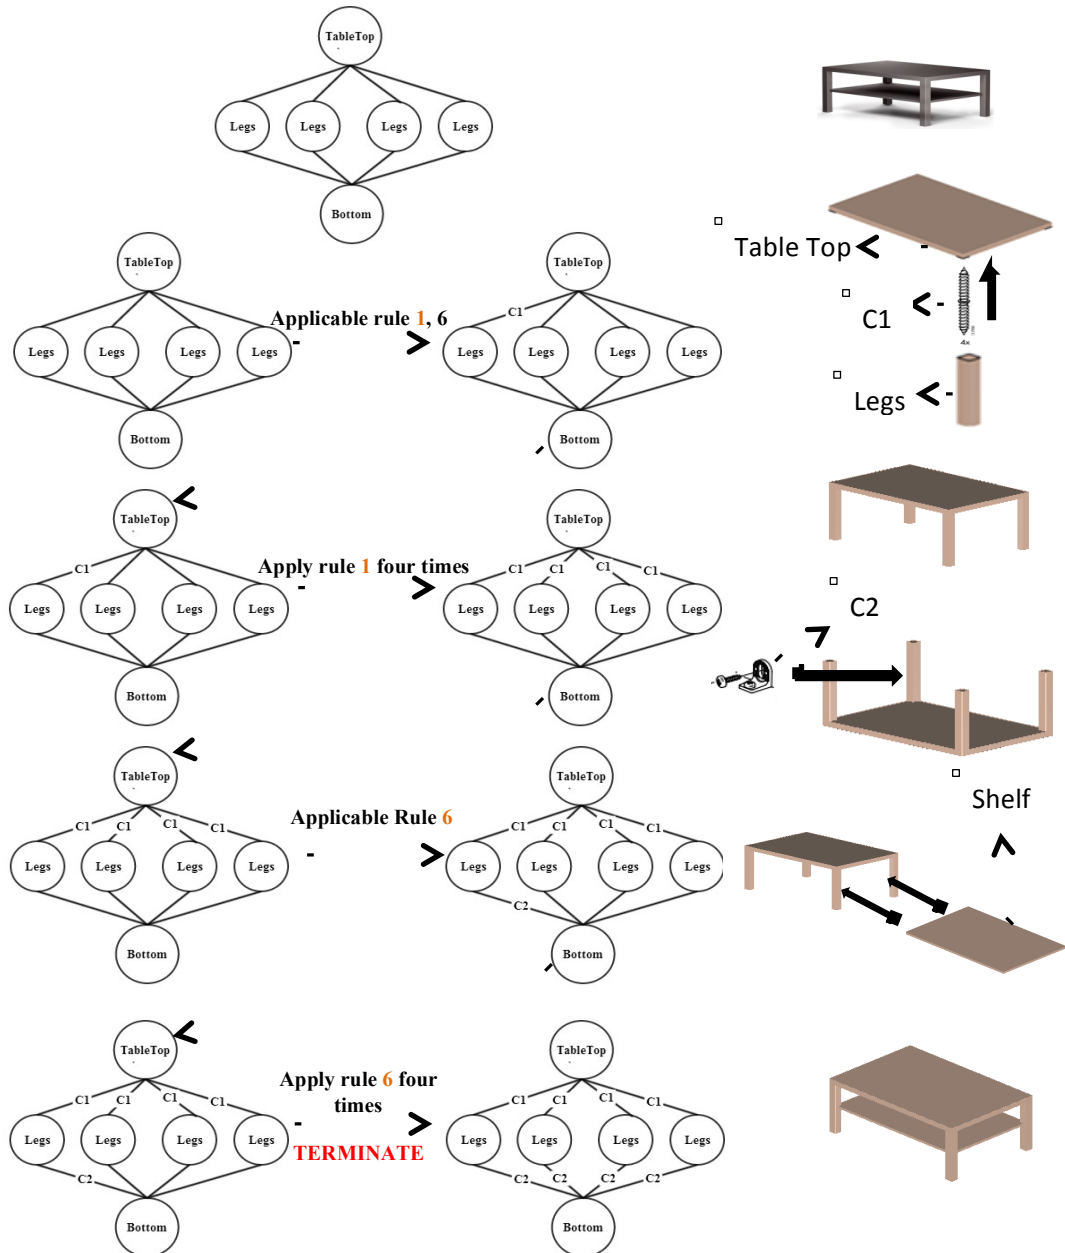 TableTop
Legs Legs Legs Legs
Bottom
TableTop
Legs Legs Legs Legs
Bottom
Applicable rule 1, 6
TableTop
C1
Legs Legs Legs Legs
Bottom
Table Top
C1
4x
Legs
TableTop
C1
Legs Legs Legs Legs
Bottom
Apply rule 1 four times
TableTop
C1 C1 C1 C1
Legs Legs Legs Legs
Bottom
C2
TableTop
C1 C1 C1 C1
Legs Legs Legs Legs
Bottom
Applicable Rule 6
TableTop
C1 C1 C1 C1
Legs Legs Legs Legs
C2
Bottom
Shelf
TableTop
C1 C1 C1 C1
Legs Legs Legs Legs
C2
Bottom
Apply rule 6 four
times
TERMINATE
TableTop
C1 C1 C1 C1
Legs Legs Legs Legs
C2 C2 C2 C2
Bottom